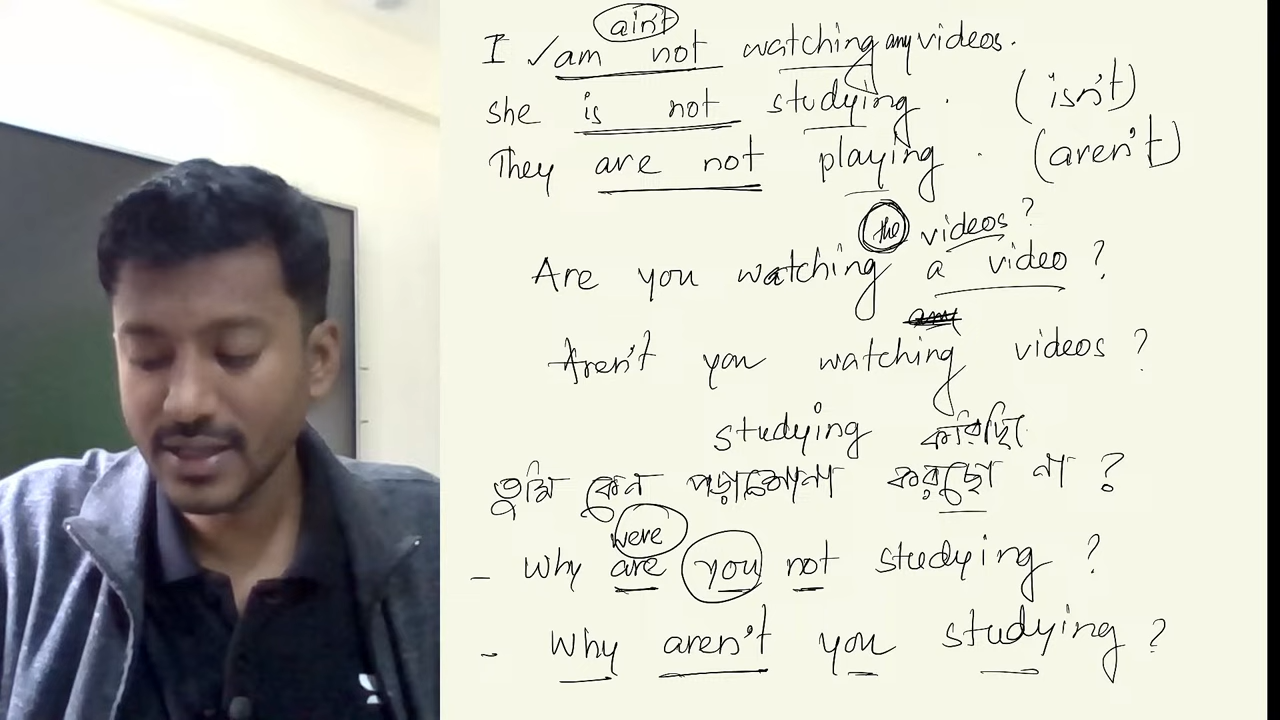 ain't
I ✓am not watching any videos.
She is not studying. (isn't)
They are not playing. (aren't)
the videos?
Are you watching a video?
Aren't you watching videos?
studying করিছি
তুমি কেন পড়াশোনা করছো না?
were
- Why are you not studying?
- Why aren't you studying?